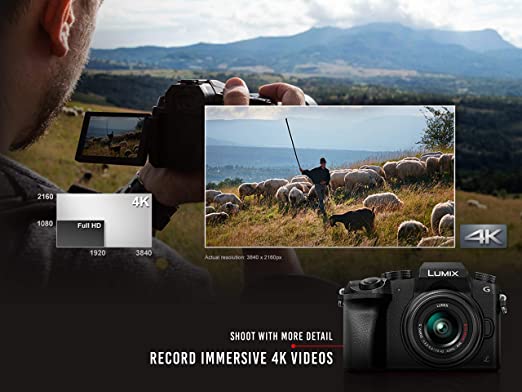 2160
1080
4K
Full HD
1920
3840
Actual resolution: 3840 x 2160px
4K
LUMIX
G
SHOOT WITH MORE DETAIL
RECORD IMMERSIVE 4K VIDEOS